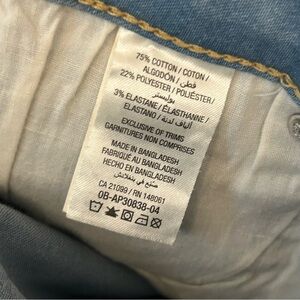 75% COTTON / COTON /
ALGODÓN / قطن
22% POLYESTER / POLIÉSTER /
بوليستر
3% ELASTANE / ÉLASTHANNE /
ELASTANO / ألياف لدنة
EXCLUSIVE OF TRIMS
GARNITURES NON COMPRISES
MADE IN BANGLADESH
FABRIQUÉ AU BANGLADESH
HECHO EN BANGLADESH
صنع في بنغلادش
CA 21099 / RN 148061
0B-AP30838-04